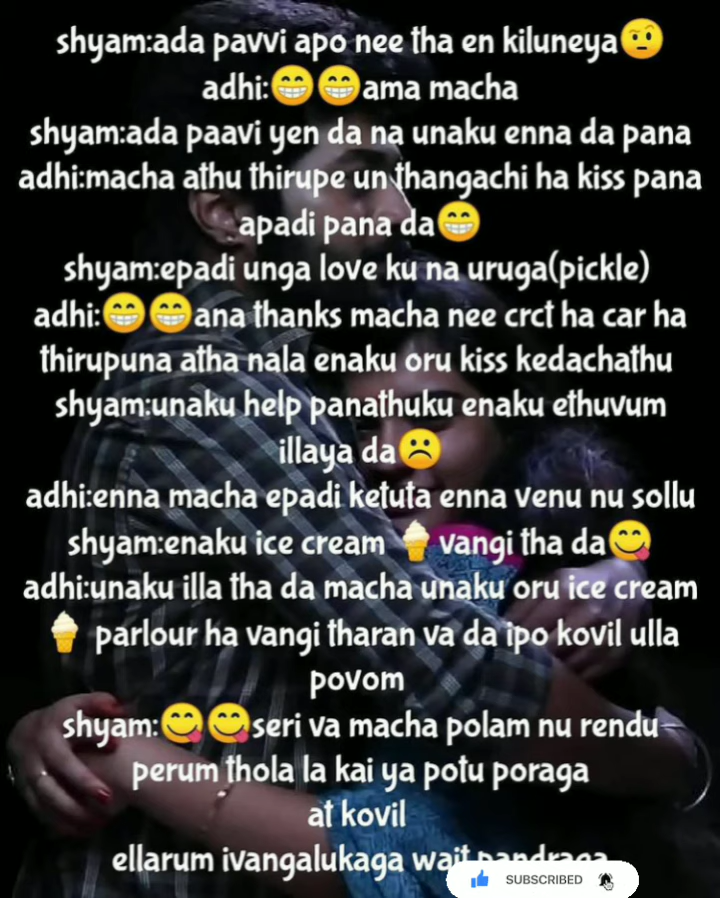 shyam:ada pavvi apo nee tha en kiluneya🤨
adhi:😁😁ama macha
shyam:ada paavi yen da na unaku enna da pana
adhi:macha athu thirupe un thangachi ha kiss pana
apadi pana da😁
shyam:epadi unga love ku na uruga(pickle)
adhi:😁😁ana thanks macha nee crct ha car ha
thirupuna atha nala enaku oru kiss kedachathu
shyam:unaku help panathuku enaku ethuvum
illaya da☹️
adhi:enna macha epadi ketuta enna venu nu sollu
shyam:enaku ice cream 🍦 vangi tha da😋
adhi:unaku illa tha da macha unaku oru ice cream
🍦 parlour ha vangi tharan va da ipo kovil ulla
povom
shyam:😋😋seri va macha polam nu rendu
perum thola la kai ya potu poraga
at kovil
ellarum ivangalukaga wait pandraga
SUBSCRIBED